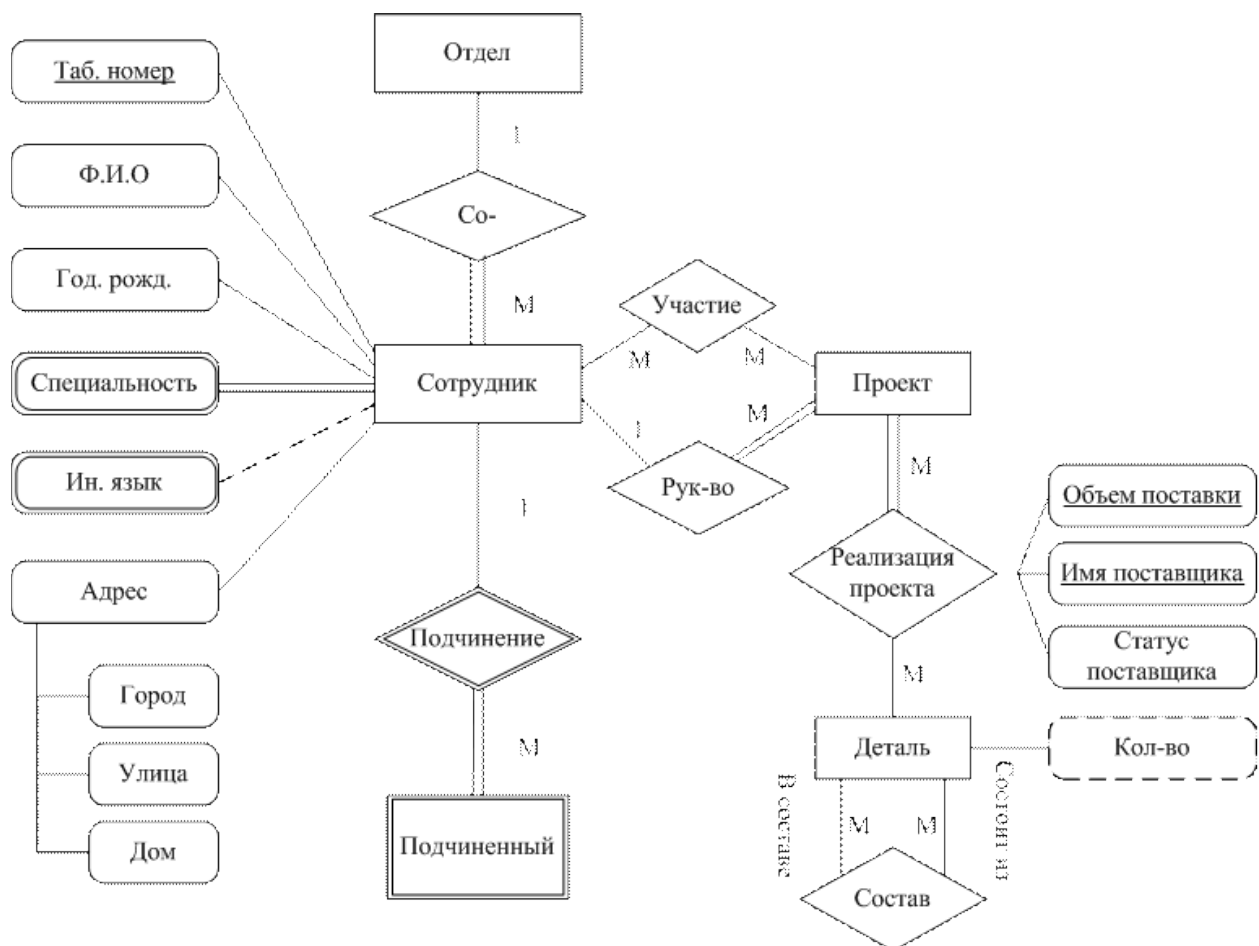 Отдел
Таб. номер
1
Ф.И.О
Со-
Год. рожд.
М
Участие
М
М
Специальность
Сотрудник
Проект
1
М
Ин. язык
Рук-во
М
1
Объем поставки
Реализация
проекта
Имя поставщика
Адрес
Подчинение
Статус
поставщика
М
Город
М
Деталь
Кол-во
Улица
В составе
М
М
Состоит из
Дом
Подчиненный
Состав